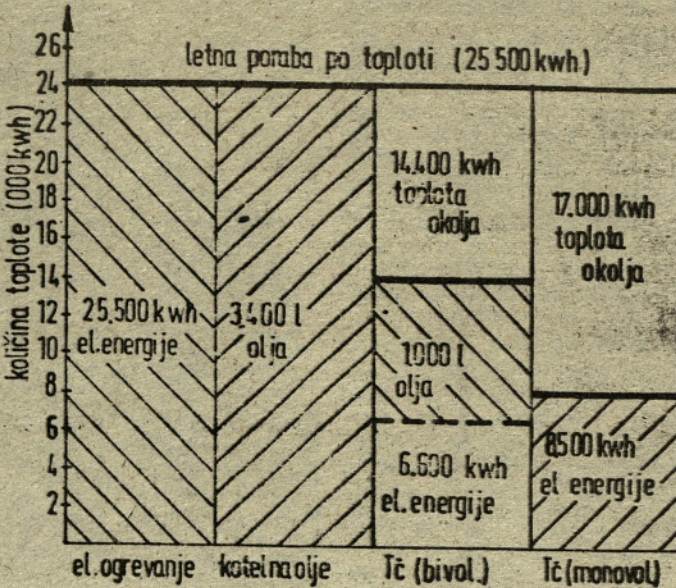 letna poraba po toploti (25 500 kwh)
količina toplote (000 kwh)
26
24
22
20
18
16
14
12
10
8
6
4
2
25.500 kwh
el.energije
3.400 l
olja
14.400 kwh
toplota
okolja
1000 l
olja
6.600 kwh
el.energije
17.000 kwh
toplota
okolja
8500 kwh
el energije
el.ogrevanje
kotel na olje
Tč (bivol.)
Tč (monovol)